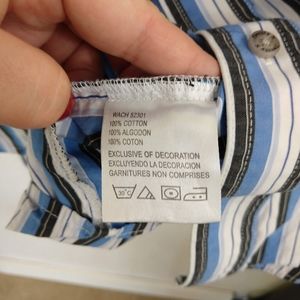 WACH 52301
100% COTTON
100% ALGODON
100% COTON
EXCLUSIVE OF DECORATION
EXCLUYENDO LA DECORACION
GARNITURES NON COMPRISES